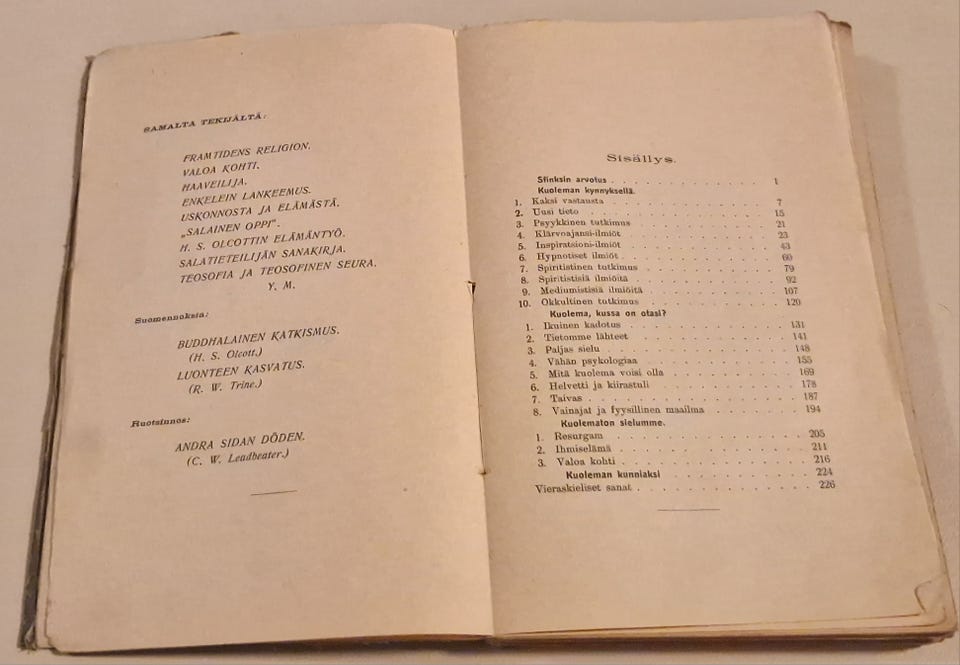 SAMALTA TEKIJÄLTÄ:
FRAMTIDENS RELIGION.
VALOA KOHTI.
HAAVEILIJA.
ENKELEIN LANKEEMUS.
USKONNOSTA JA ELÄMÄSTÄ.
„SALAINEN OPPI".
H. S. OLCOTTIN ELÄMÄNTYÖ.
SALATIETEILIJÄN SANAKIRJA.
TEOSOFIA JA TEOSOFINEN SEURA.
Y. M.
Suomennoksia:
BUDDHALAINEN KATKISMUS.
(H. S. Olcott.)
LUONTEEN KASVATUS.
(R. W. Trine.)
Ruotsinnos:
ANDRA SIDAN DÖDEN.
(C. W. Leadbeater.)
Sisällys.
Sfinksin arvotus . . . . . . . . . . . . 1
Kuoleman kynnyksellä.
1. Kaksi vastausta . . . . . . . . . . . . 7
2. Uusi tieto . . . . . . . . . . . . 15
3. Psyykkinen tutkimus . . . . . . . . . . . . 21
4. Klärvoajansi-ilmiöt . . . . . . . . . . . . 23
5. Inspiratsioni-ilmiöt . . . . . . . . . . . . 43
6. Hypnotiset ilmiöt . . . . . . . . . . . . 60
7. Spiritistinen tutkimus . . . . . . . . . . . . 79
8. Spiritistisiä ilmiöitä . . . . . . . . . . . . 92
9. Mediumistisia ilmiöitä . . . . . . . . . . . . 107
10. Okkultinen tutkimus . . . . . . . . . . . . 120
Kuolema, kussa on otasi?
1. Ikuinen kadotus . . . . . . . . . . . . 131
2. Tietomme lähteet . . . . . . . . . . . . 141
3. Paljas sielu . . . . . . . . . . . . 148
4. Vähän psykologiaa . . . . . . . . . . . . 155
5. Mitä kuolema voisi olla . . . . . . . . . . . . 169
6. Helvetti ja kiirastuli . . . . . . . . . . . . 178
7. Taivas . . . . . . . . . . . . 187
8. Vainajat ja fyysillinen maailma . . . . . . . . . . . . 194
Kuolematon sielumme.
1. Resurgam . . . . . . . . . . . . 205
2. Ihmiselämä . . . . . . . . . . . . 211
3. Valoa kohti . . . . . . . . . . . . 216
Kuoleman kunniaksi . . . . . . . . . . . . 224
Vieraskieliset sanat . . . . . . . . . . . . 226